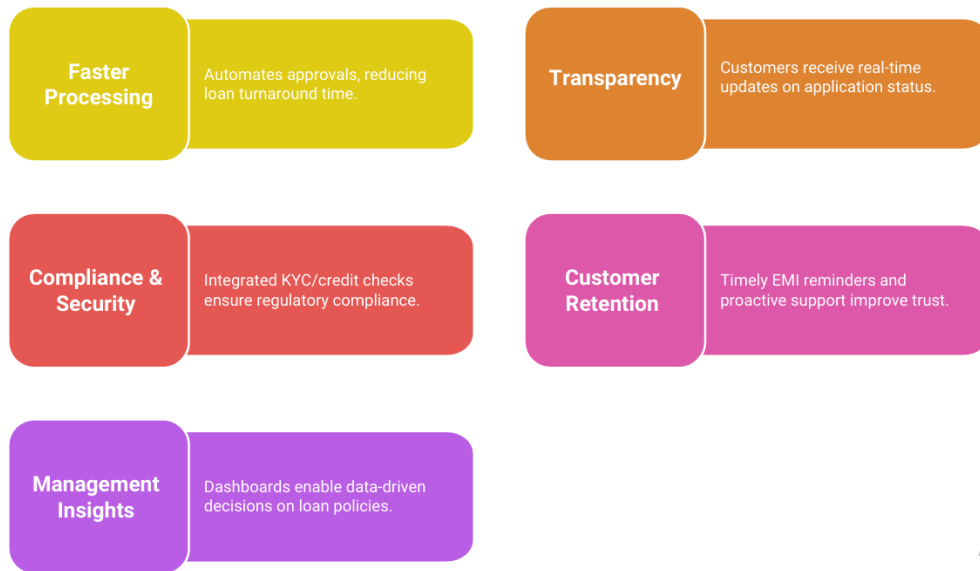 Faster
Processing
Automates approvals, reducing
loan turnaround time.
Transparency
Customers receive real-time
updates on application status.
Compliance &
Security
Integrated KYC/credit checks
ensure regulatory compliance.
Customer
Retention
Timely EMI reminders and
proactive support improve trust.
Management
Insights
Dashboards enable data-driven
decisions on loan policies.